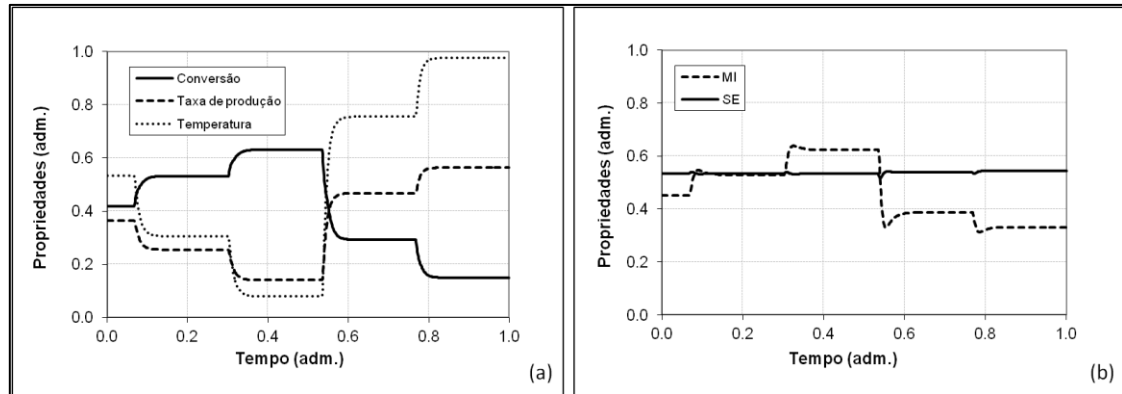 Propriedades (adm.)
1.0
0.8
0.6
0.4
0.2
0.0
Conversão
Taxa de produção
Temperatura
0.0 0.2 0.4 0.6 0.8 1.0
Tempo (adm.)
(a)
Propriedades (adm.)
1.0
0.8
0.6
0.4
0.2
0.0
MI
SE
0.0 0.2 0.4 0.6 0.8 1.0
Tempo (adm.)
(b)